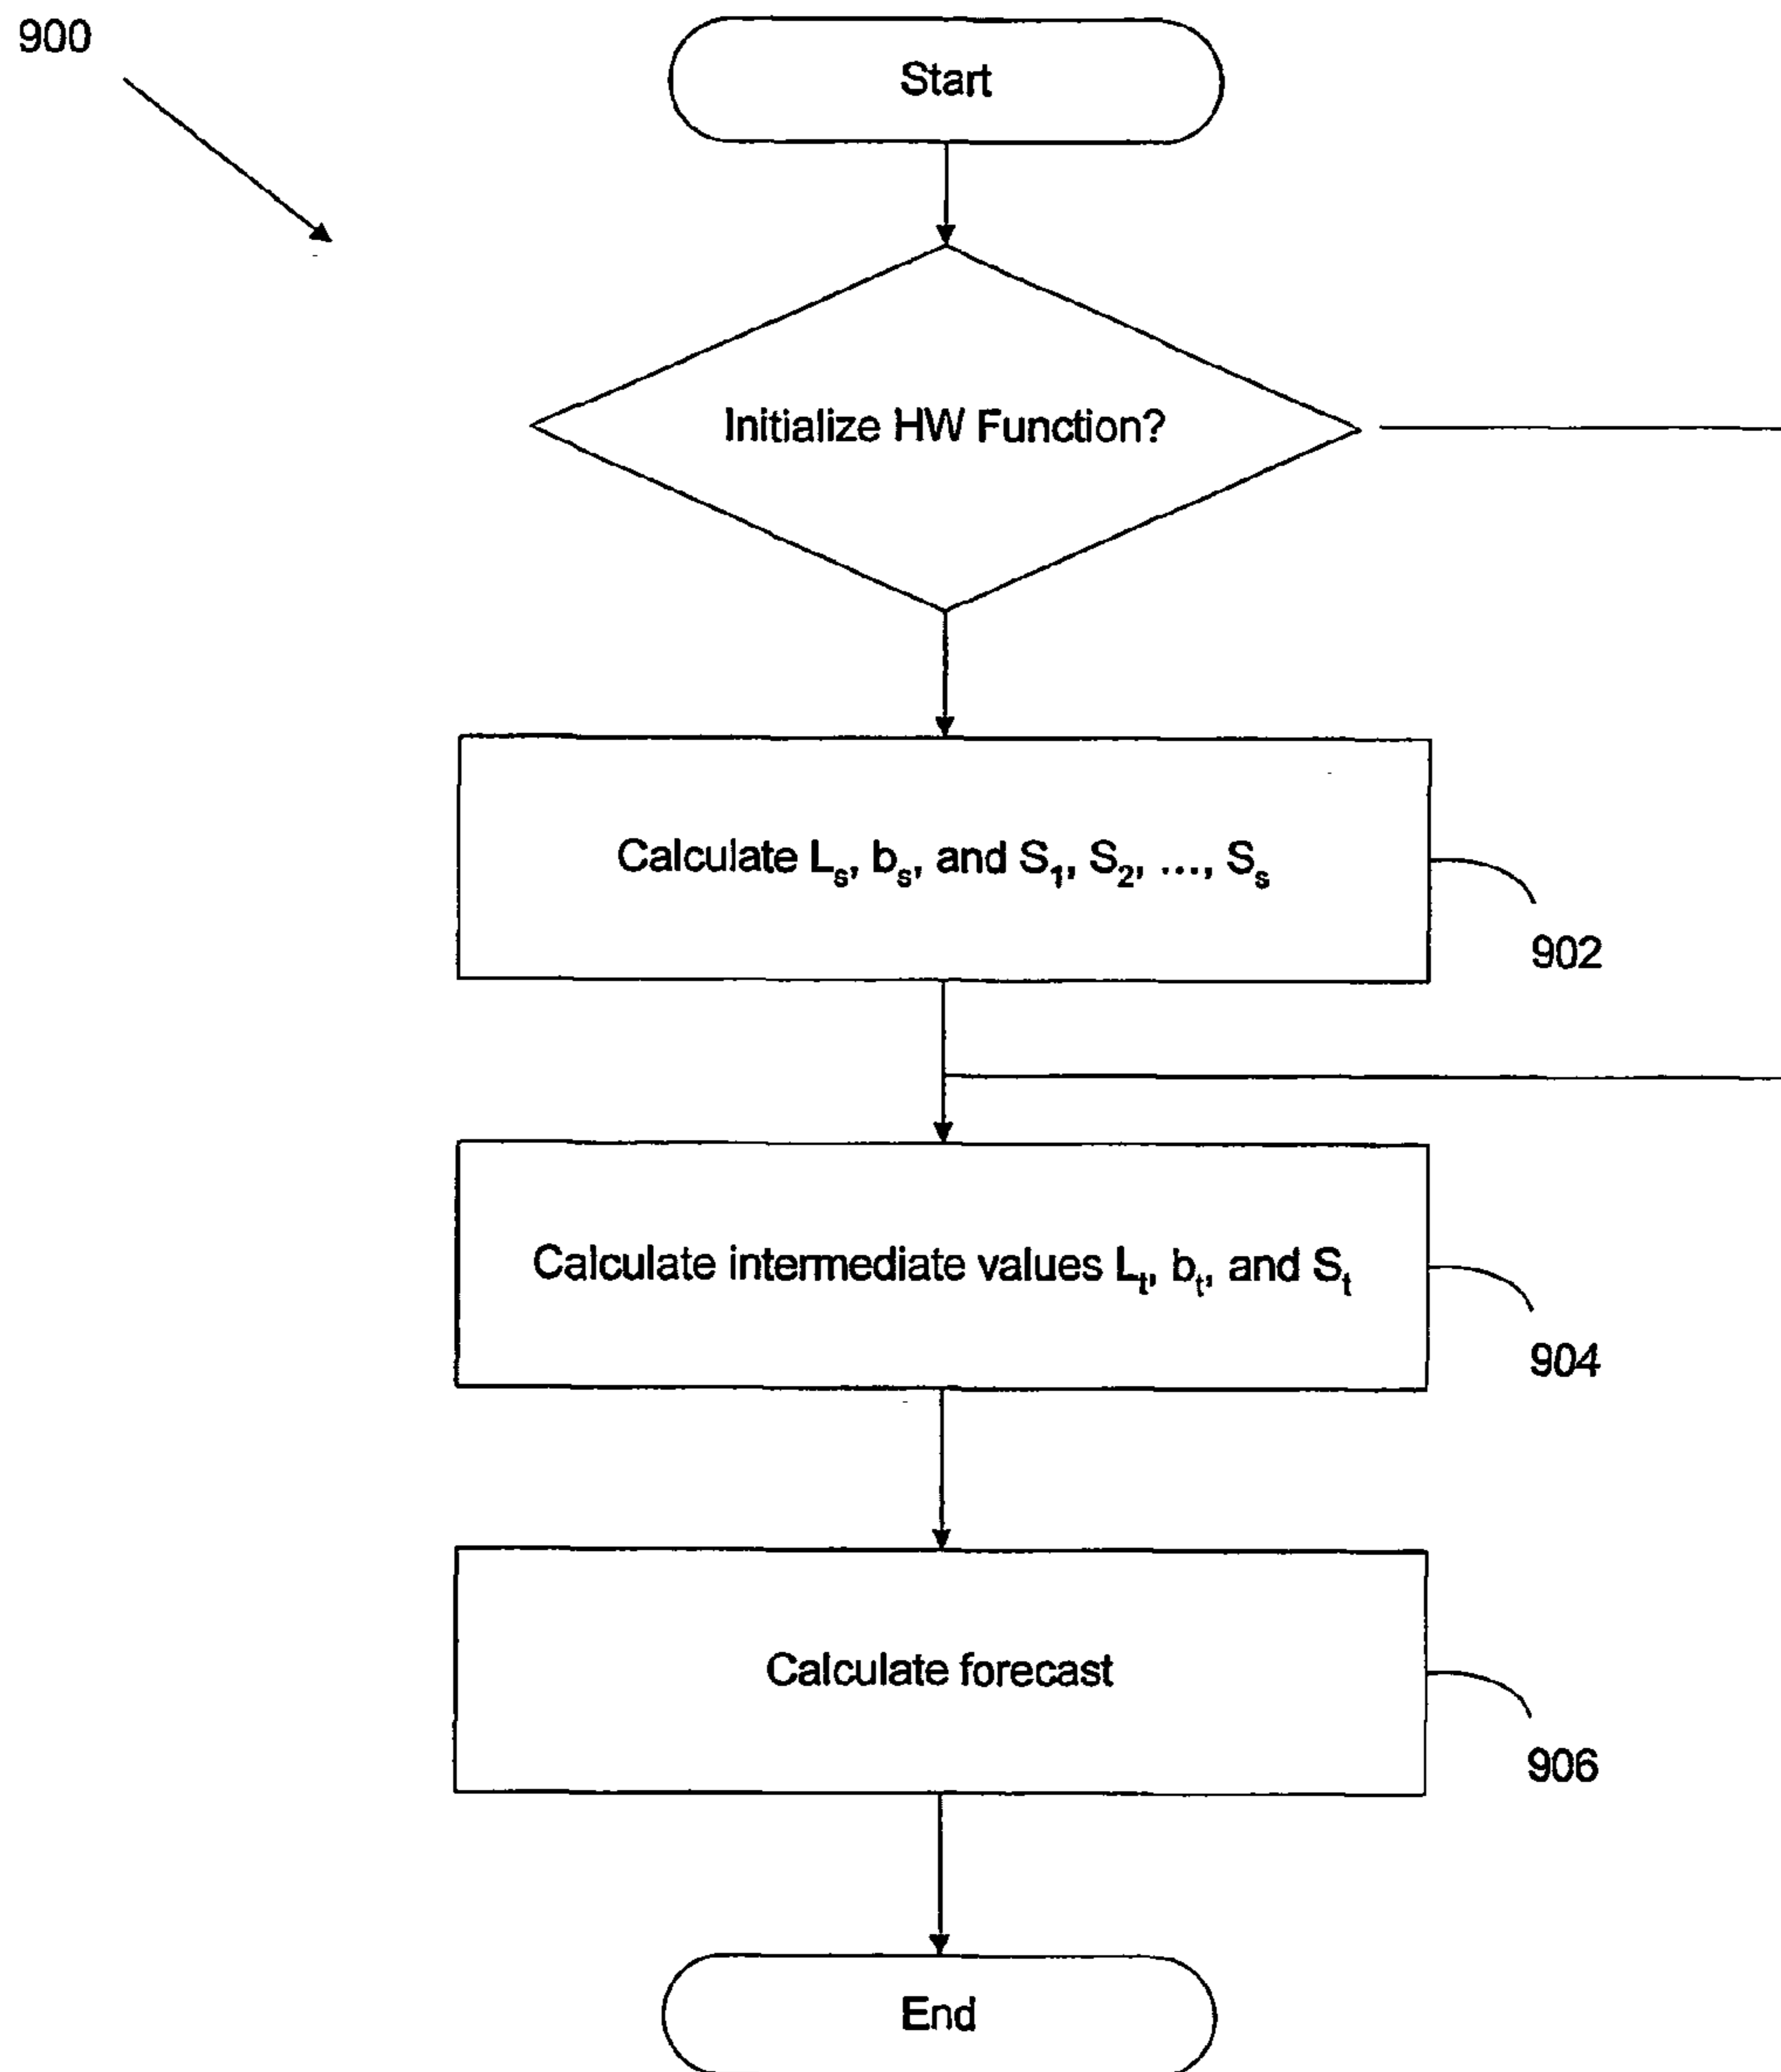 900
Start
Initialize HW Function?
Calculate Lₛ, bₛ, and S₁, S₂, ..., Sₛ
902
Calculate intermediate values Lₜ, bₜ, and Sₜ
904
Calculate forecast
906
End